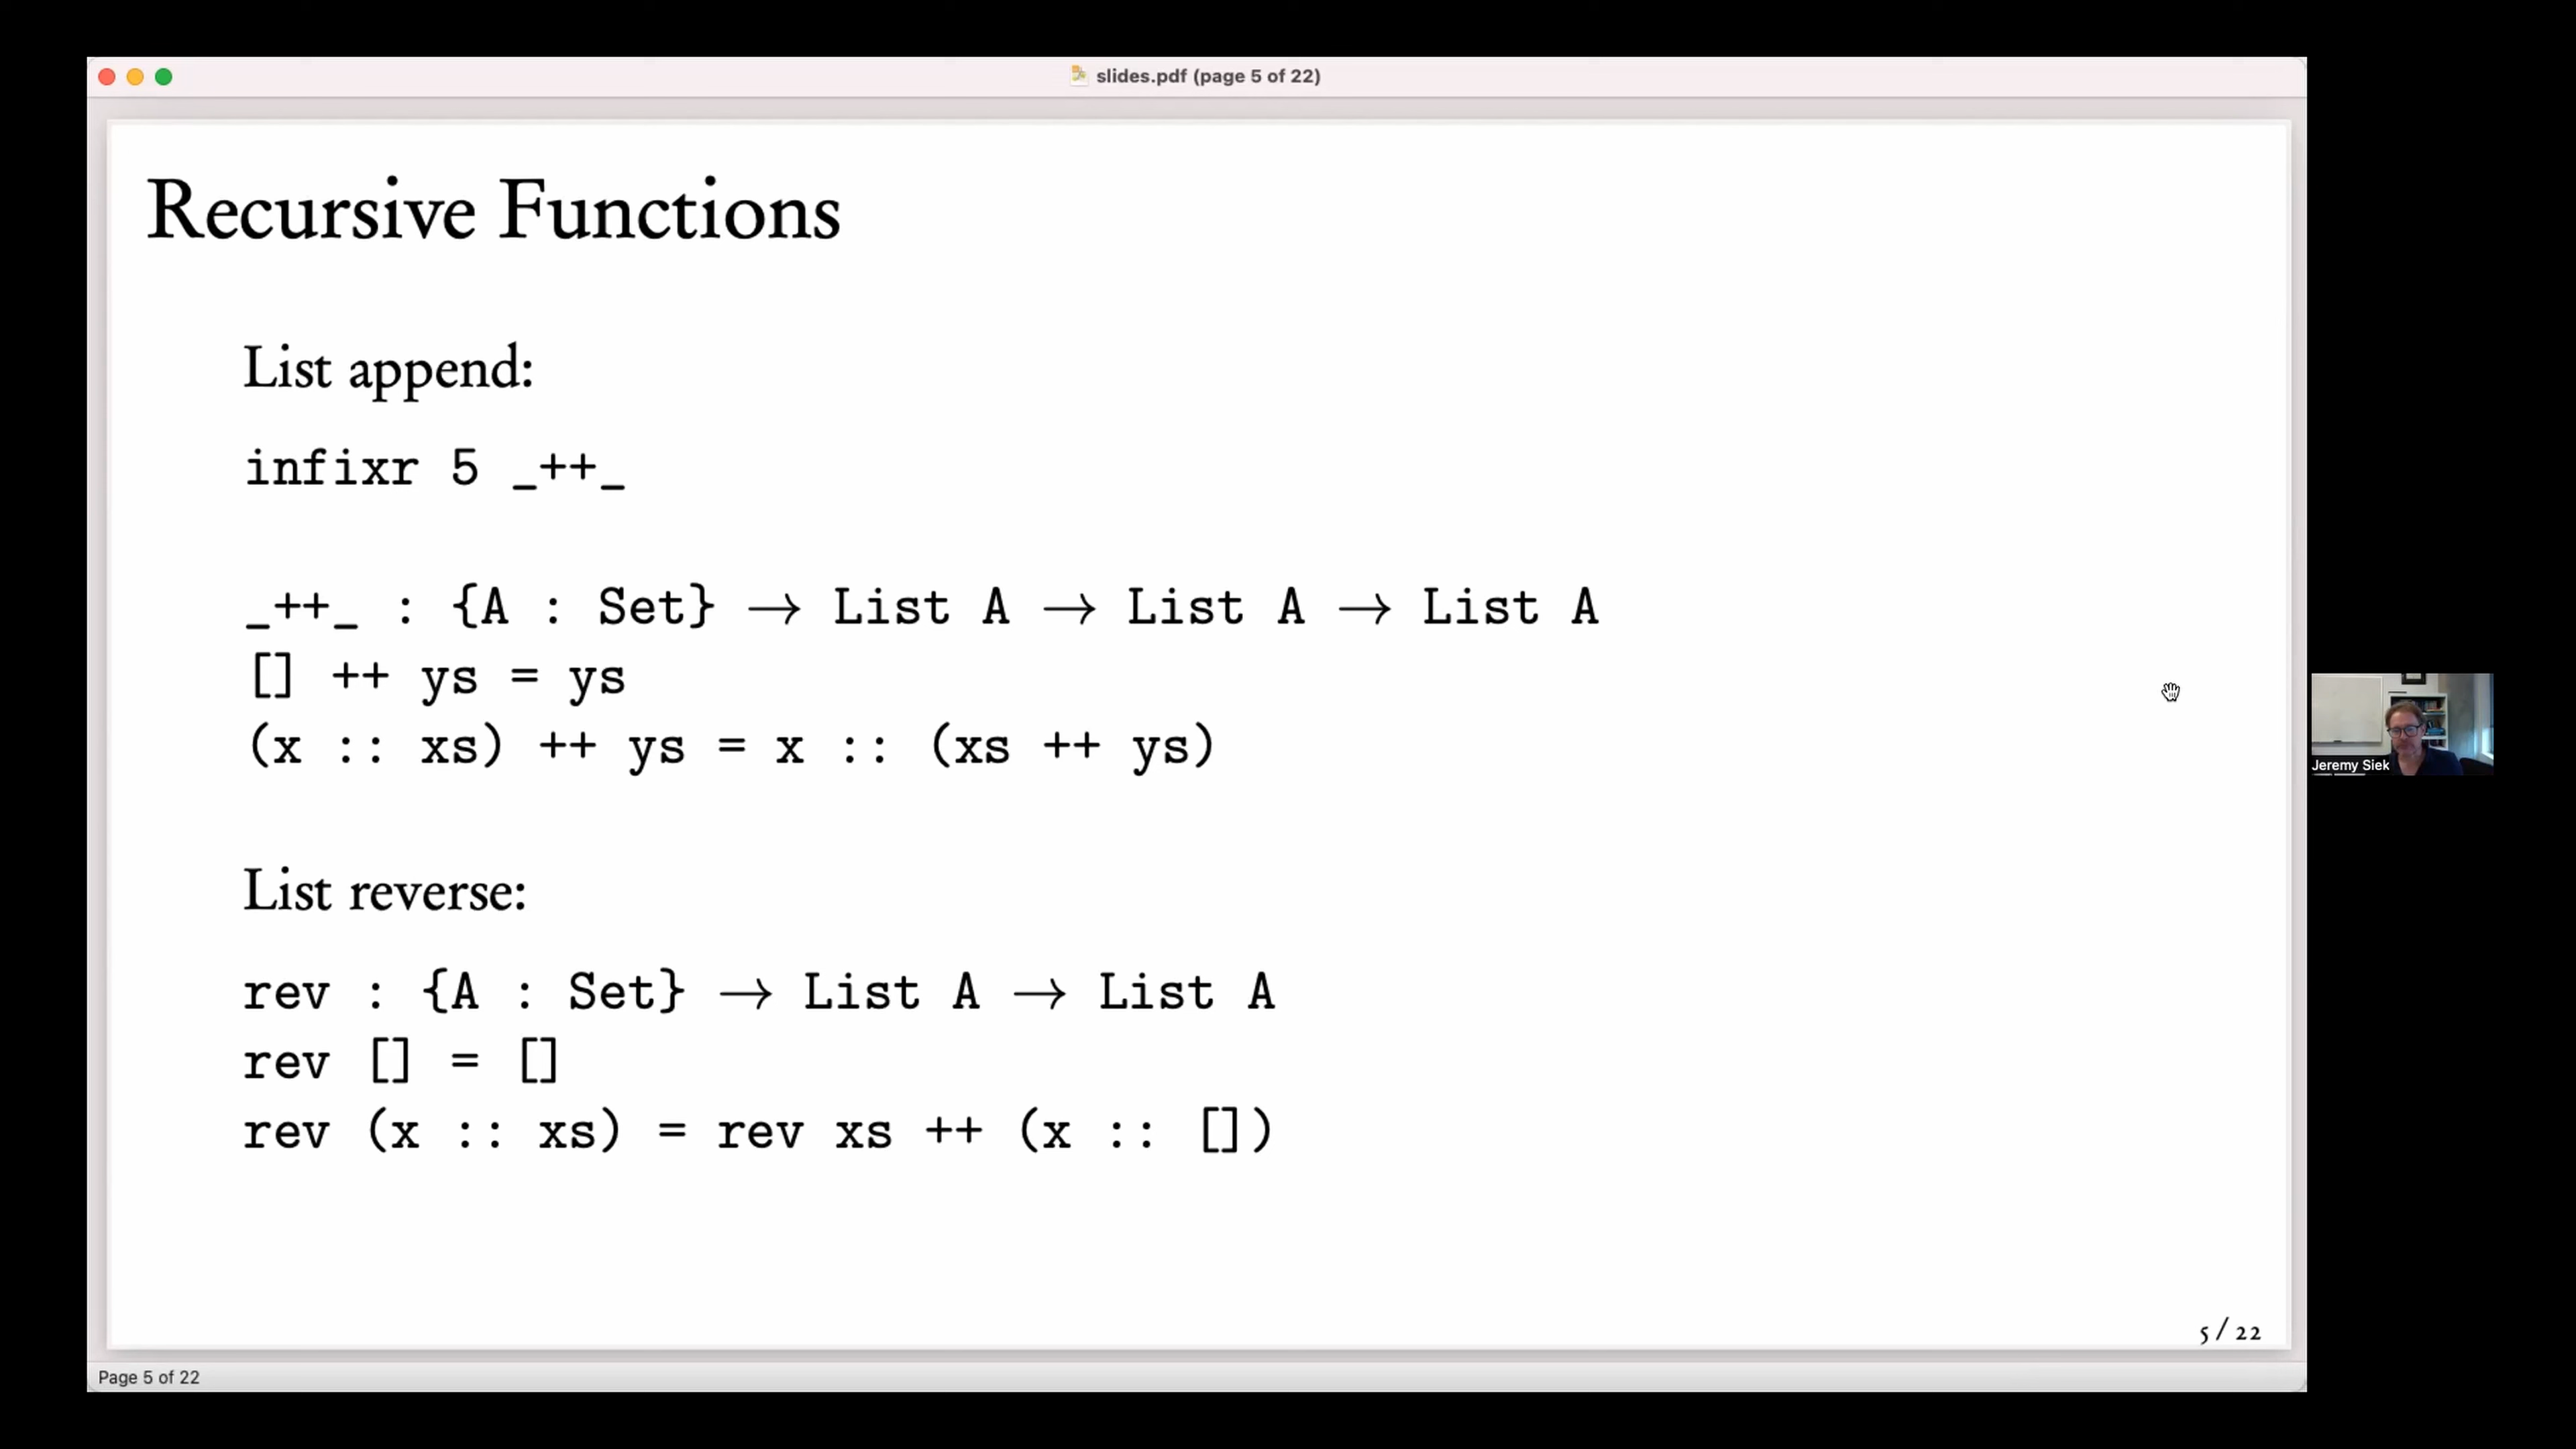 slides.pdf (page 5 of 22)
Recursive Functions
List append:
infixr 5 _++_
_++_ : {A : Set} → List A → List A → List A
[] ++ ys = ys
(x :: xs) ++ ys = x :: (xs ++ ys)
List reverse:
rev : {A : Set} → List A → List A
rev [] = []
rev (x :: xs) = rev xs ++ (x :: [])
Jeremy Siek
5 / 22
Page 5 of 22